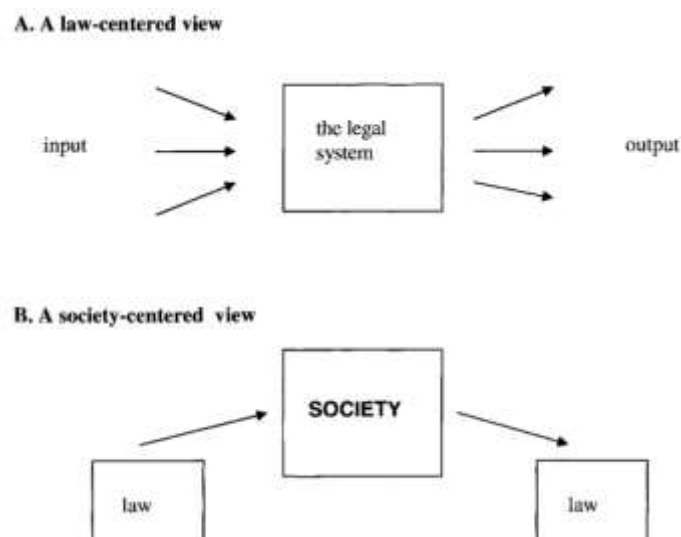 A. A law-centered view
the legal
input
system
output
B. A society-centered view
SOCIETY
law
law